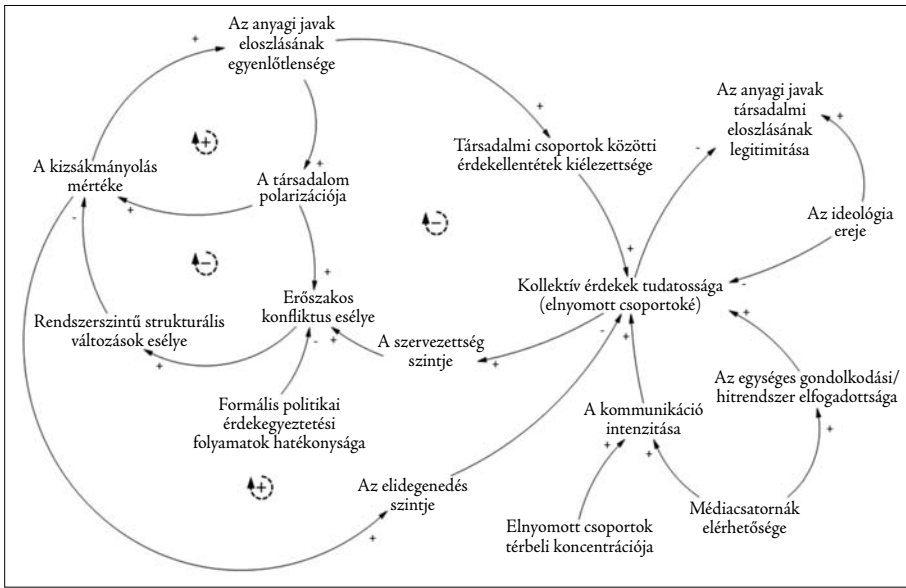 Az anyagi javak
eloszlásának
egyenlőtlensége
+
Az anyagi javak
társadalmi
eloszlásának
legitimitása
+
+
-
Társadalmi csoportok közötti
érdekellentétek kiélezettsége
+
A kizsákmányolás
mértéke
+
A társadalom
polarizációja
+
-
+
-
Az ideológia
ereje
-
+
+
Kollektív érdekek tudatossága
(elnyomott csoportoké)
-
Erőszakos
konfliktus esélye
Rendszerszintű strukturális
változások esélye
+
-
+
A szervezettség
szintje
+
-
+
+
Az egységes gondolkodási/
hitrendszer elfogadottsága
+
Formális politikai
érdekegyeztetési
folyamatok hatékonysága
A kommunikáció
intenzitása
+
+
+
Az elidegenedés
szintje
+
Elnyomott csoportok
térbeli koncentrációja
Médiacsatornák
elérhetősége